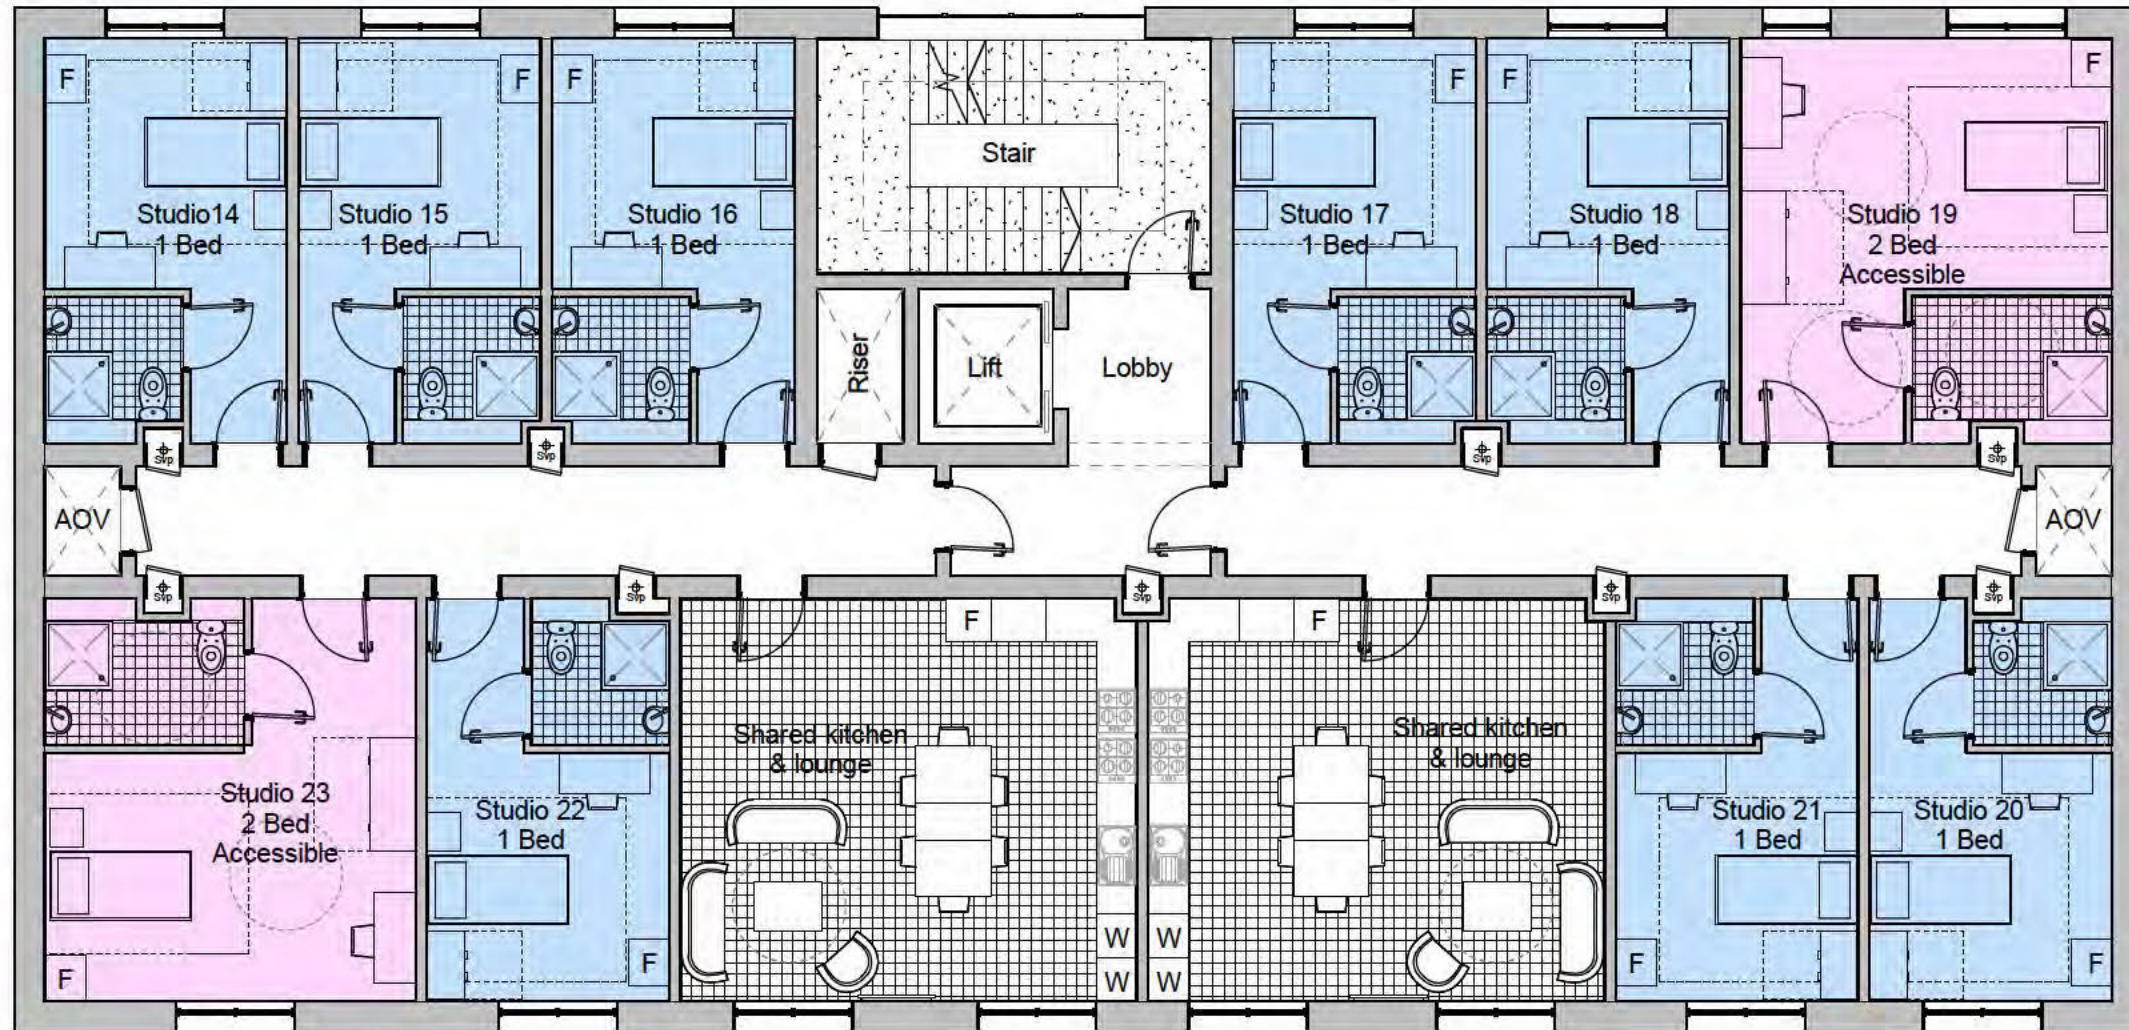 F
F
F
Stair
F
F
F
Studio14
1 Bed
Studio 15
1 Bed
Studio 16
1 Bed
Studio 17
1 Bed
Studio 18
1 Bed
Studio 19
2 Bed
Accessible
Riser
Lift
Lobby
Svp
Svp
Svp
Svp
AOV
AOV
Svp
Svp
Svp
Svp
Svp
F
F
Shared kitchen
& lounge
Shared kitchen
& lounge
Studio 23
2 Bed
Accessible
Studio 22
1 Bed
Studio 21
1 Bed
Studio 20
1 Bed
F
F
W
W
W
W
F
F